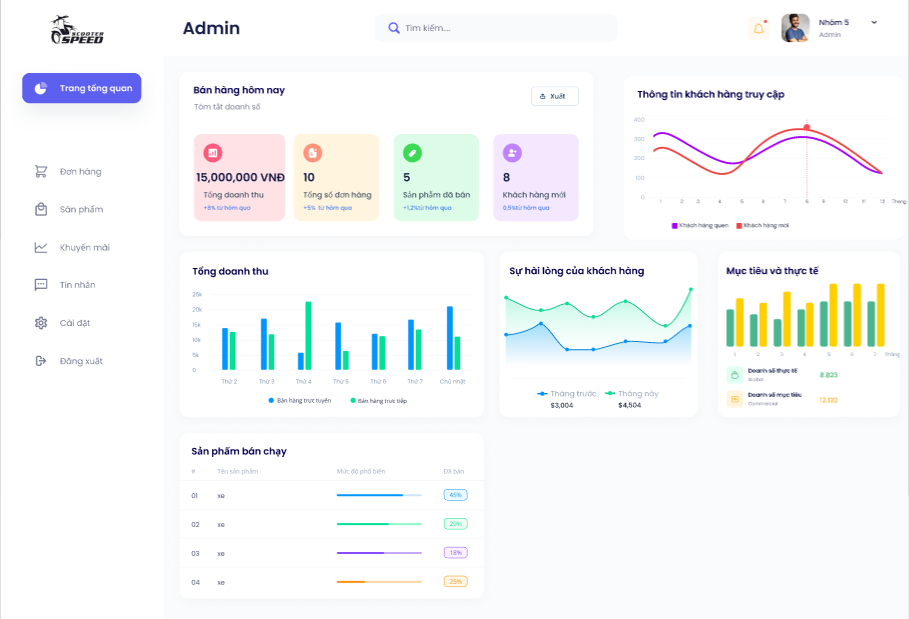 SCOOTER
SPEED
Admin
Tìm kiếm...
Nhóm 5
Admin
Trang tổng quan
Đơn hàng
Sản phẩm
Khuyến mãi
Tin nhắn
Cài đặt
Đăng xuất
Bán hàng hôm nay
Tóm tắt doanh số
Xuất
15,000,000 VNĐ
Tổng doanh thu
+8% từ hôm qua
10
Tổng số đơn hàng
+5% từ hôm qua
5
Sản phẩm đã bán
+1,2%từ hôm qua
8
Khách hàng mới
0,5%từ hôm qua
Thông tin khách hàng truy cập
400
300
200
100
0
1 2 3 4 5 6 7 8 9 10 11 12 Tháng
Khách hàng quen Khách hàng mới
Tổng doanh thu
25k
20k
15k
10k
5k
0
Thứ 2 Thứ 3 Thứ 4 Thứ 5 Thứ 6 Thứ 7 Chủ nhật
Bán hàng trực tuyến Bán hàng trực tiếp
Sự hài lòng của khách hàng
Tháng trước Tháng này
$3,004 $4,504
Mục tiêu và thực tế
1 2 3 4 5 6 7 Tháng
Doanh số thực tế
Global
8.823
Doanh số mục tiêu
Commercial
12.122
Sản phẩm bán chạy
# Tên sản phẩm Mức độ phổ biến Đã bán
01 xe 45%
02 xe 29%
03 xe 18%
04 xe 25%